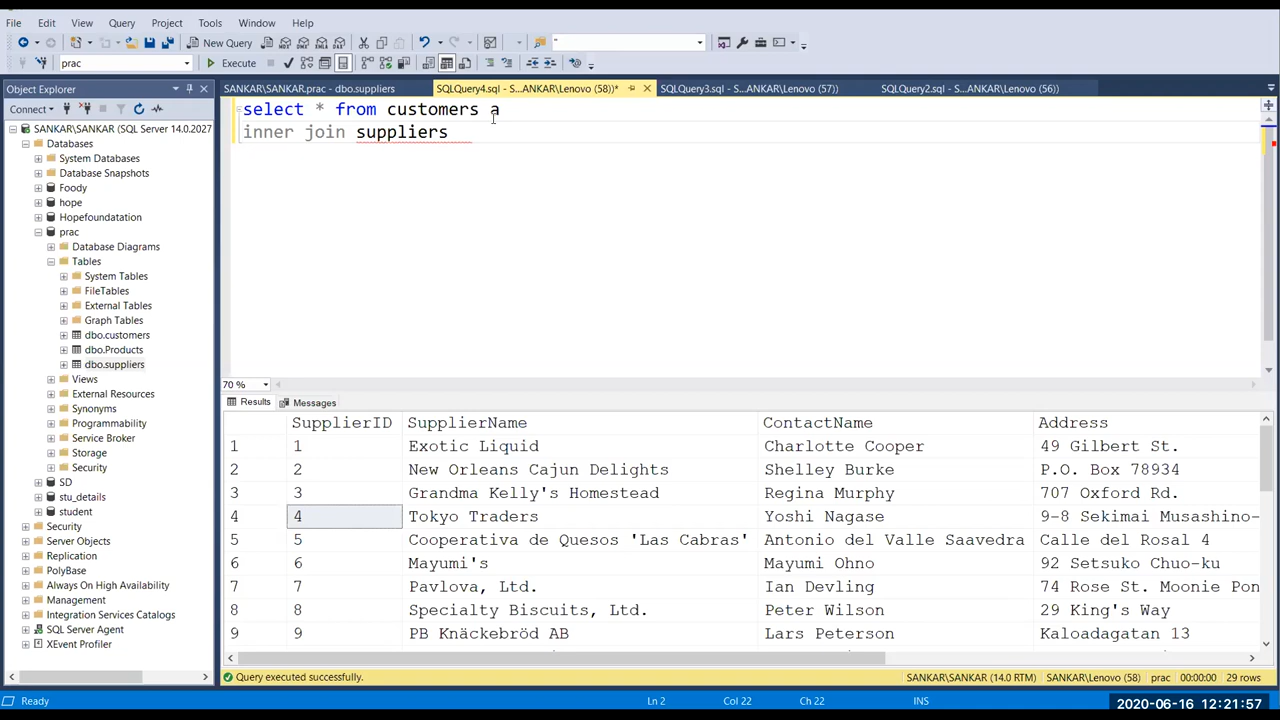 File Edit View Query Project Tools Window Help
New Query MDX DMX XMLA DAX "
prac Execute
Object Explorer
Connect
SANKAR\SANKAR (SQL Server 14.0.2027
Databases
System Databases
Database Snapshots
Foody
hope
Hopefoundatation
prac
Database Diagrams
Tables
System Tables
FileTables
External Tables
Graph Tables
dbo.customers
dbo.Products
dbo.suppliers
Views
External Resources
Synonyms
Programmability
Service Broker
Storage
Security
SD
stu_details
student
Security
Server Objects
Replication
PolyBase
Always On High Availability
Management
Integration Services Catalogs
SQL Server Agent
XEvent Profiler
SANKAR\SANKAR.prac - dbo.suppliers SQLQuery4.sql - S...ANKAR\Lenovo (58))* SQLQuery3.sql - S...ANKAR\Lenovo (57)) SQLQuery2.sql - S...ANKAR\Lenovo (56))
select * from customers a
inner join suppliers
70 %
Results Messages
SupplierID SupplierName ContactName Address
1 1 Exotic Liquid Charlotte Cooper 49 Gilbert St.
2 2 New Orleans Cajun Delights Shelley Burke P.O. Box 78934
3 3 Grandma Kelly's Homestead Regina Murphy 707 Oxford Rd.
4 4 Tokyo Traders Yoshi Nagase 9-8 Sekimai Musashino-
5 5 Cooperativa de Quesos 'Las Cabras' Antonio del Valle Saavedra Calle del Rosal 4
6 6 Mayumi's Mayumi Ohno 92 Setsuko Chuo-ku
7 7 Pavlova, Ltd. Ian Devling 74 Rose St. Moonie Pon
8 8 Specialty Biscuits, Ltd. Peter Wilson 29 King's Way
9 9 PB Knäckebröd AB Lars Peterson Kaloadagatan 13
Query executed successfully. SANKAR\SANKAR (14.0 RTM) SANKAR\Lenovo (58) prac 00:00:00 29 rows
Ready Ln 2 Col 22 Ch 22 INS
2020-06-16 12:21:57